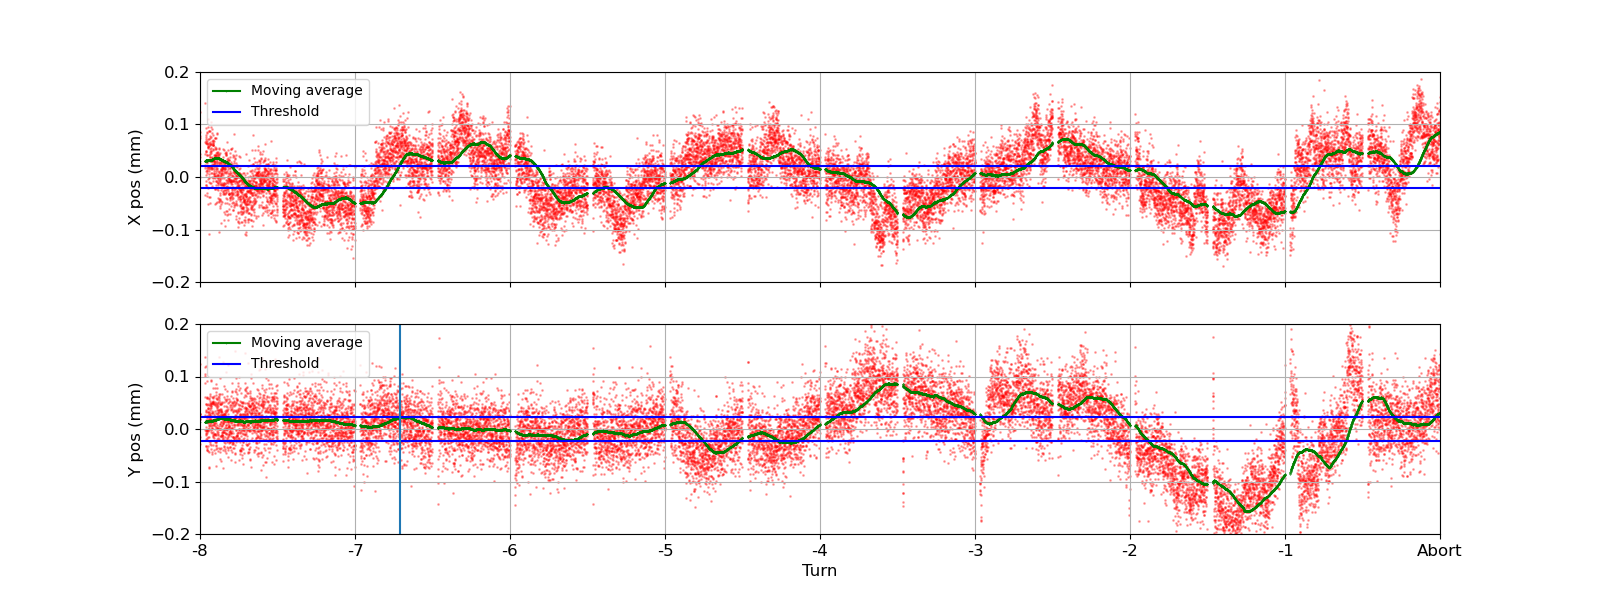 0.2
0.1
0.0
−0.1
−0.2
X pos (mm)
Moving average
Threshold
0.2
0.1
0.0
−0.1
−0.2
Y pos (mm)
Moving average
Threshold
-8 -7 -6 -5 -4 -3 -2 -1 Abort
Turn